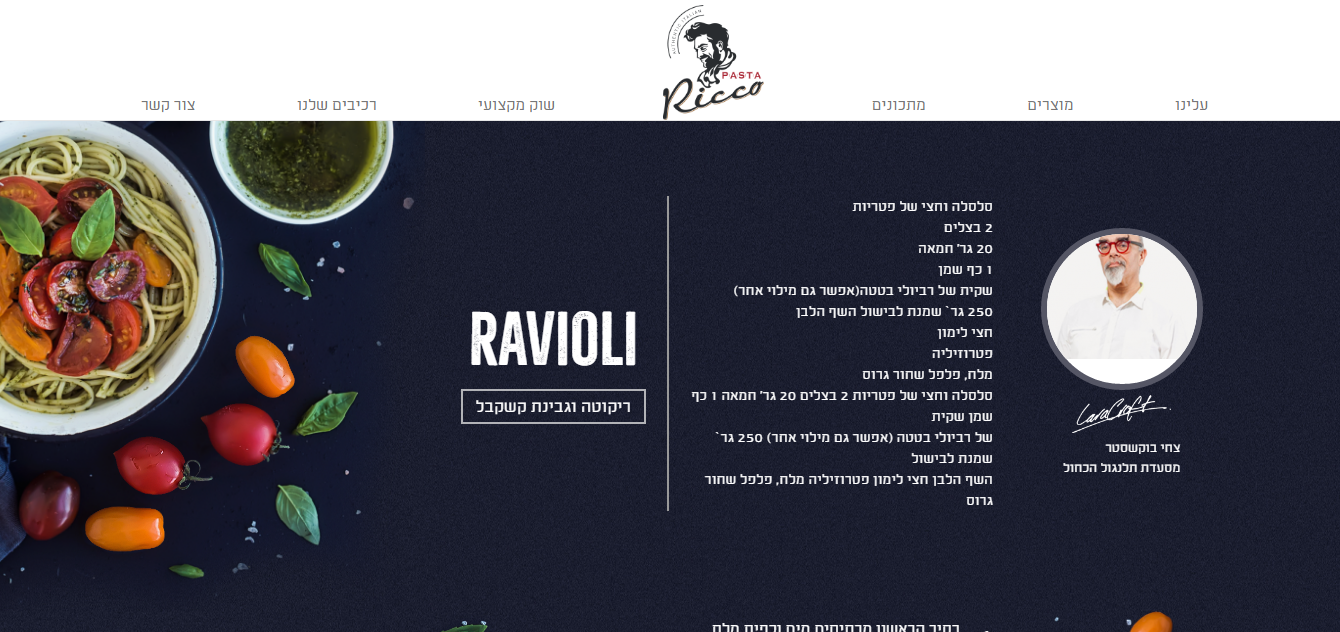 AUTHENTIC ITALIAN
PASTA
Ricco
עלינו
מוצרים
מתכונים
שוק מקצועי
רכיבים שלנו
צור קשר
צחי בוקשסטר
מסעדת תלנגול הכחול
סלסלה וחצי של פטריות
2 בצלים
20 גר' חמאה
1 כף שמן
שקית של רביולי בטטה(אפשר גם מילוי אחר)
250 גר` שמנת לבישול השף הלבן
חצי לימון
פטרוזיליה
מלח, פלפל שחור גרוס
סלסלה וחצי של פטריות 2 בצלים 20 גר' חמאה 1 כף
שמן שקית
של רביולי בטטה (אפשר גם מילוי אחר) 250 גר`
שמנת לבישול
השף הלבן חצי לימון פטרוזיליה מלח, פלפל שחור
גרוס
RAVIOLI
ריקוטה וגבינת קשקבל